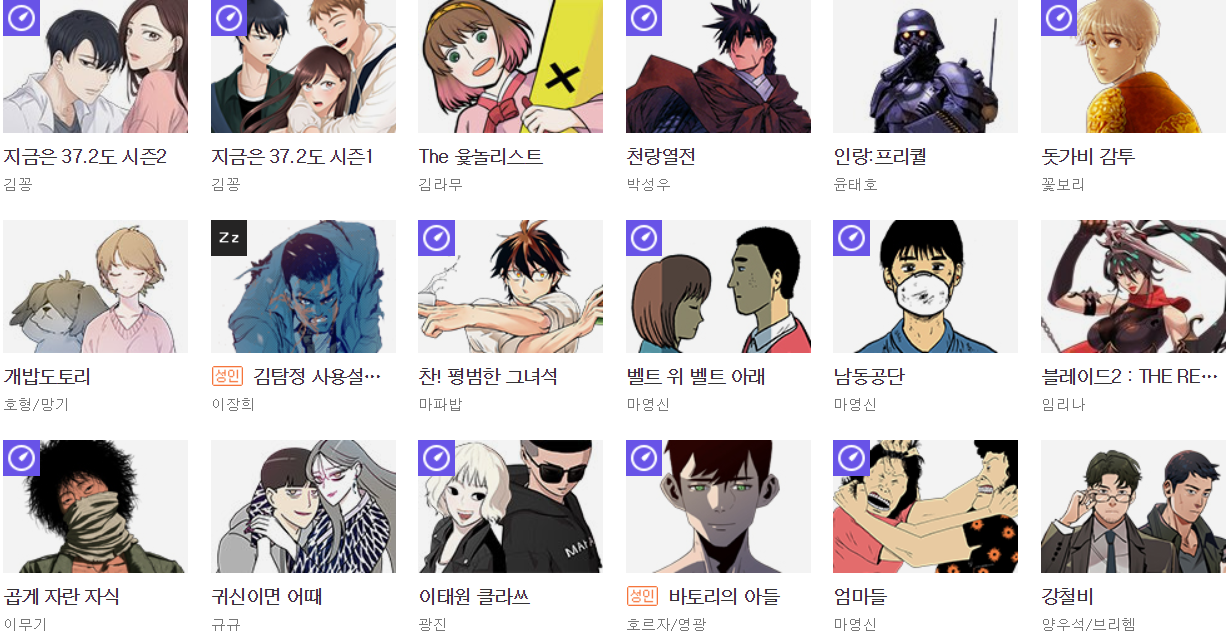 지금은 37.2도 시즌2
지금은 37.2도 시즌1
The 윷놀리스트
천랑열전
인랑:프리퀄
돗가비 감투
김꽁
김꽁
김라무
박성우
윤태호
꽃보리
Zz
개밥도토리
성인 김탐정 사용설…
찬! 평범한 그녀석
벨트 위 벨트 아래
남동공단
블레이드2 : THE RE…
호형/망기
이장희
마파밥
마영신
마영신
임리나
곱게 자란 자식
귀신이면 어때
이태원 클라쓰
성인 바토리의 아들
엄마들
강철비
이무기
규규
광진
호르자/영광
마영신
양우석/브리헴